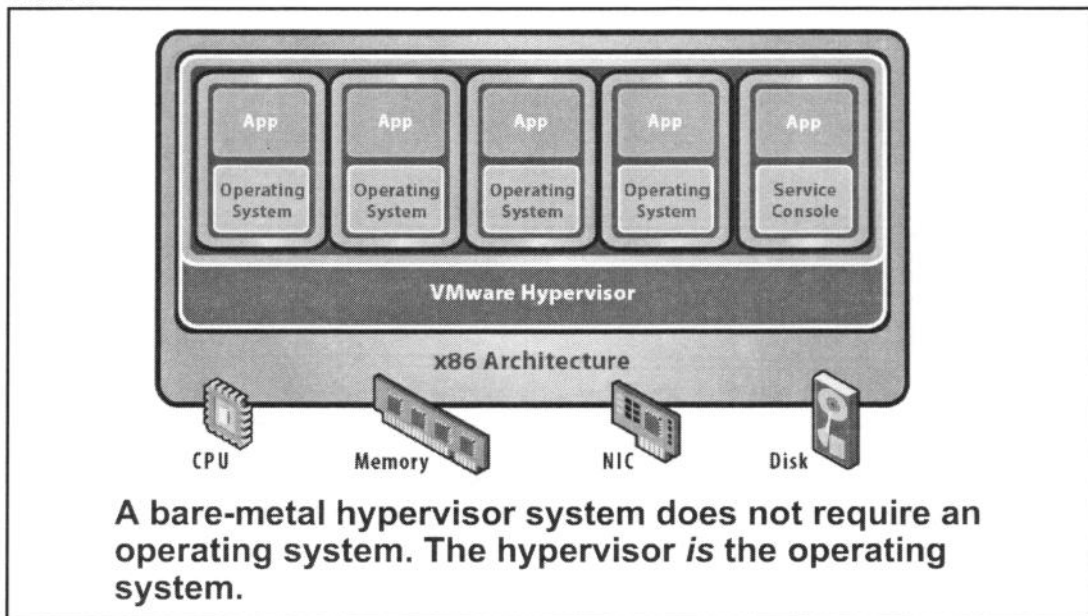 App App App App App
Operating Operating Operating Operating Service
System System System System Console
VMware Hypervisor
x86 Architecture
CPU Memory NIC Disk
A bare-metal hypervisor system does not require an
operating system. The hypervisor is the operating
system.